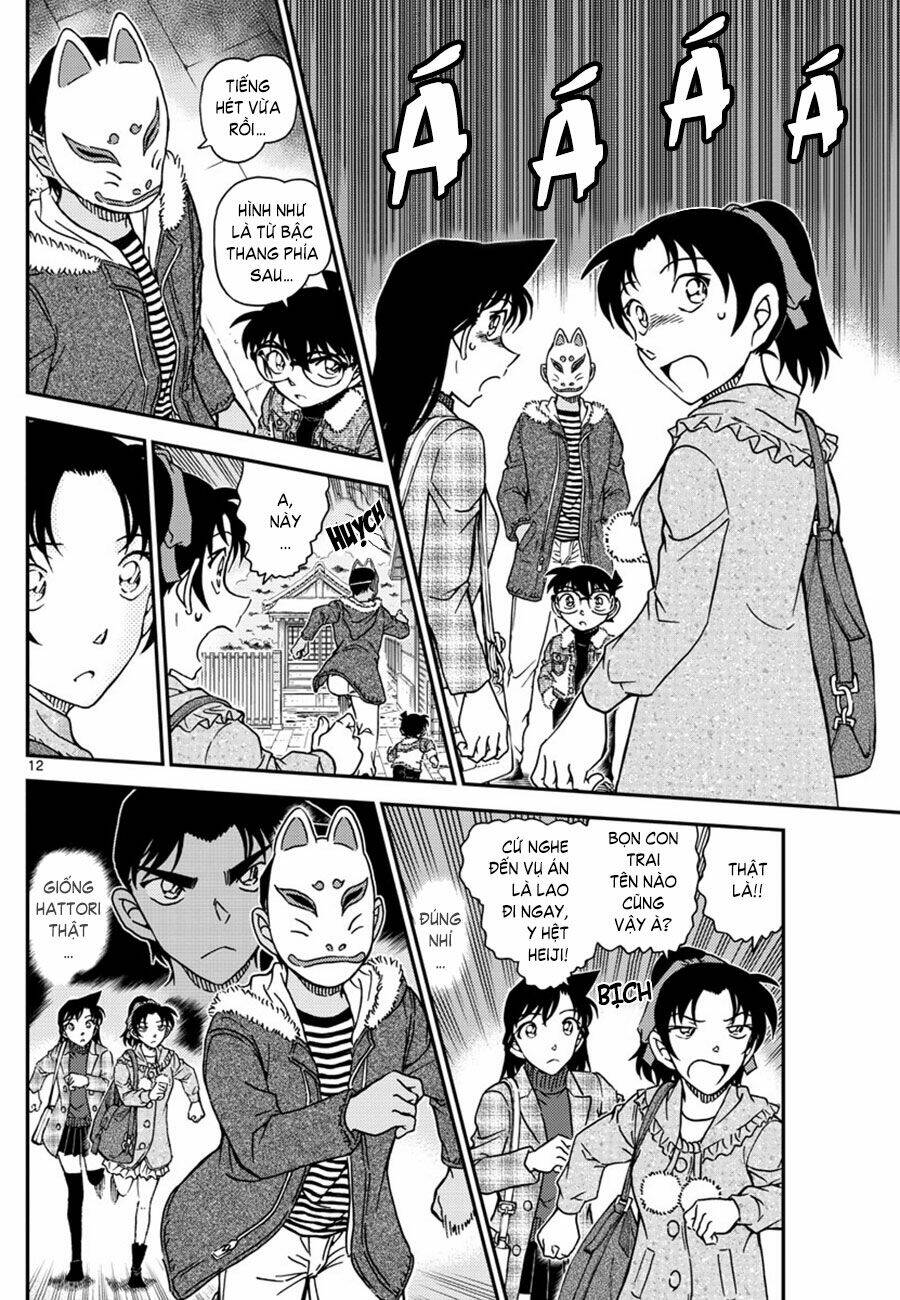 Á Á Á Á
TIẾNG
HÉT VỪA
RỒI...
HÌNH NHƯ
LÀ TỪ BẬC
THANG PHÍA
SAU...
HUỴCH
A,
NÀY
...
12
THẬT
LÀ!!
BỌN CON
TRAI
TÊN NÀO
CŨNG
VẬY À?
CỨ NGHE
ĐẾN VỤ ÁN
LÀ LAO
ĐI NGAY,
Y HỆT
HEIJI!
BỊCH
ĐÚNG
NHỈ
...
GIỐNG
HATTORI
THẬT
...